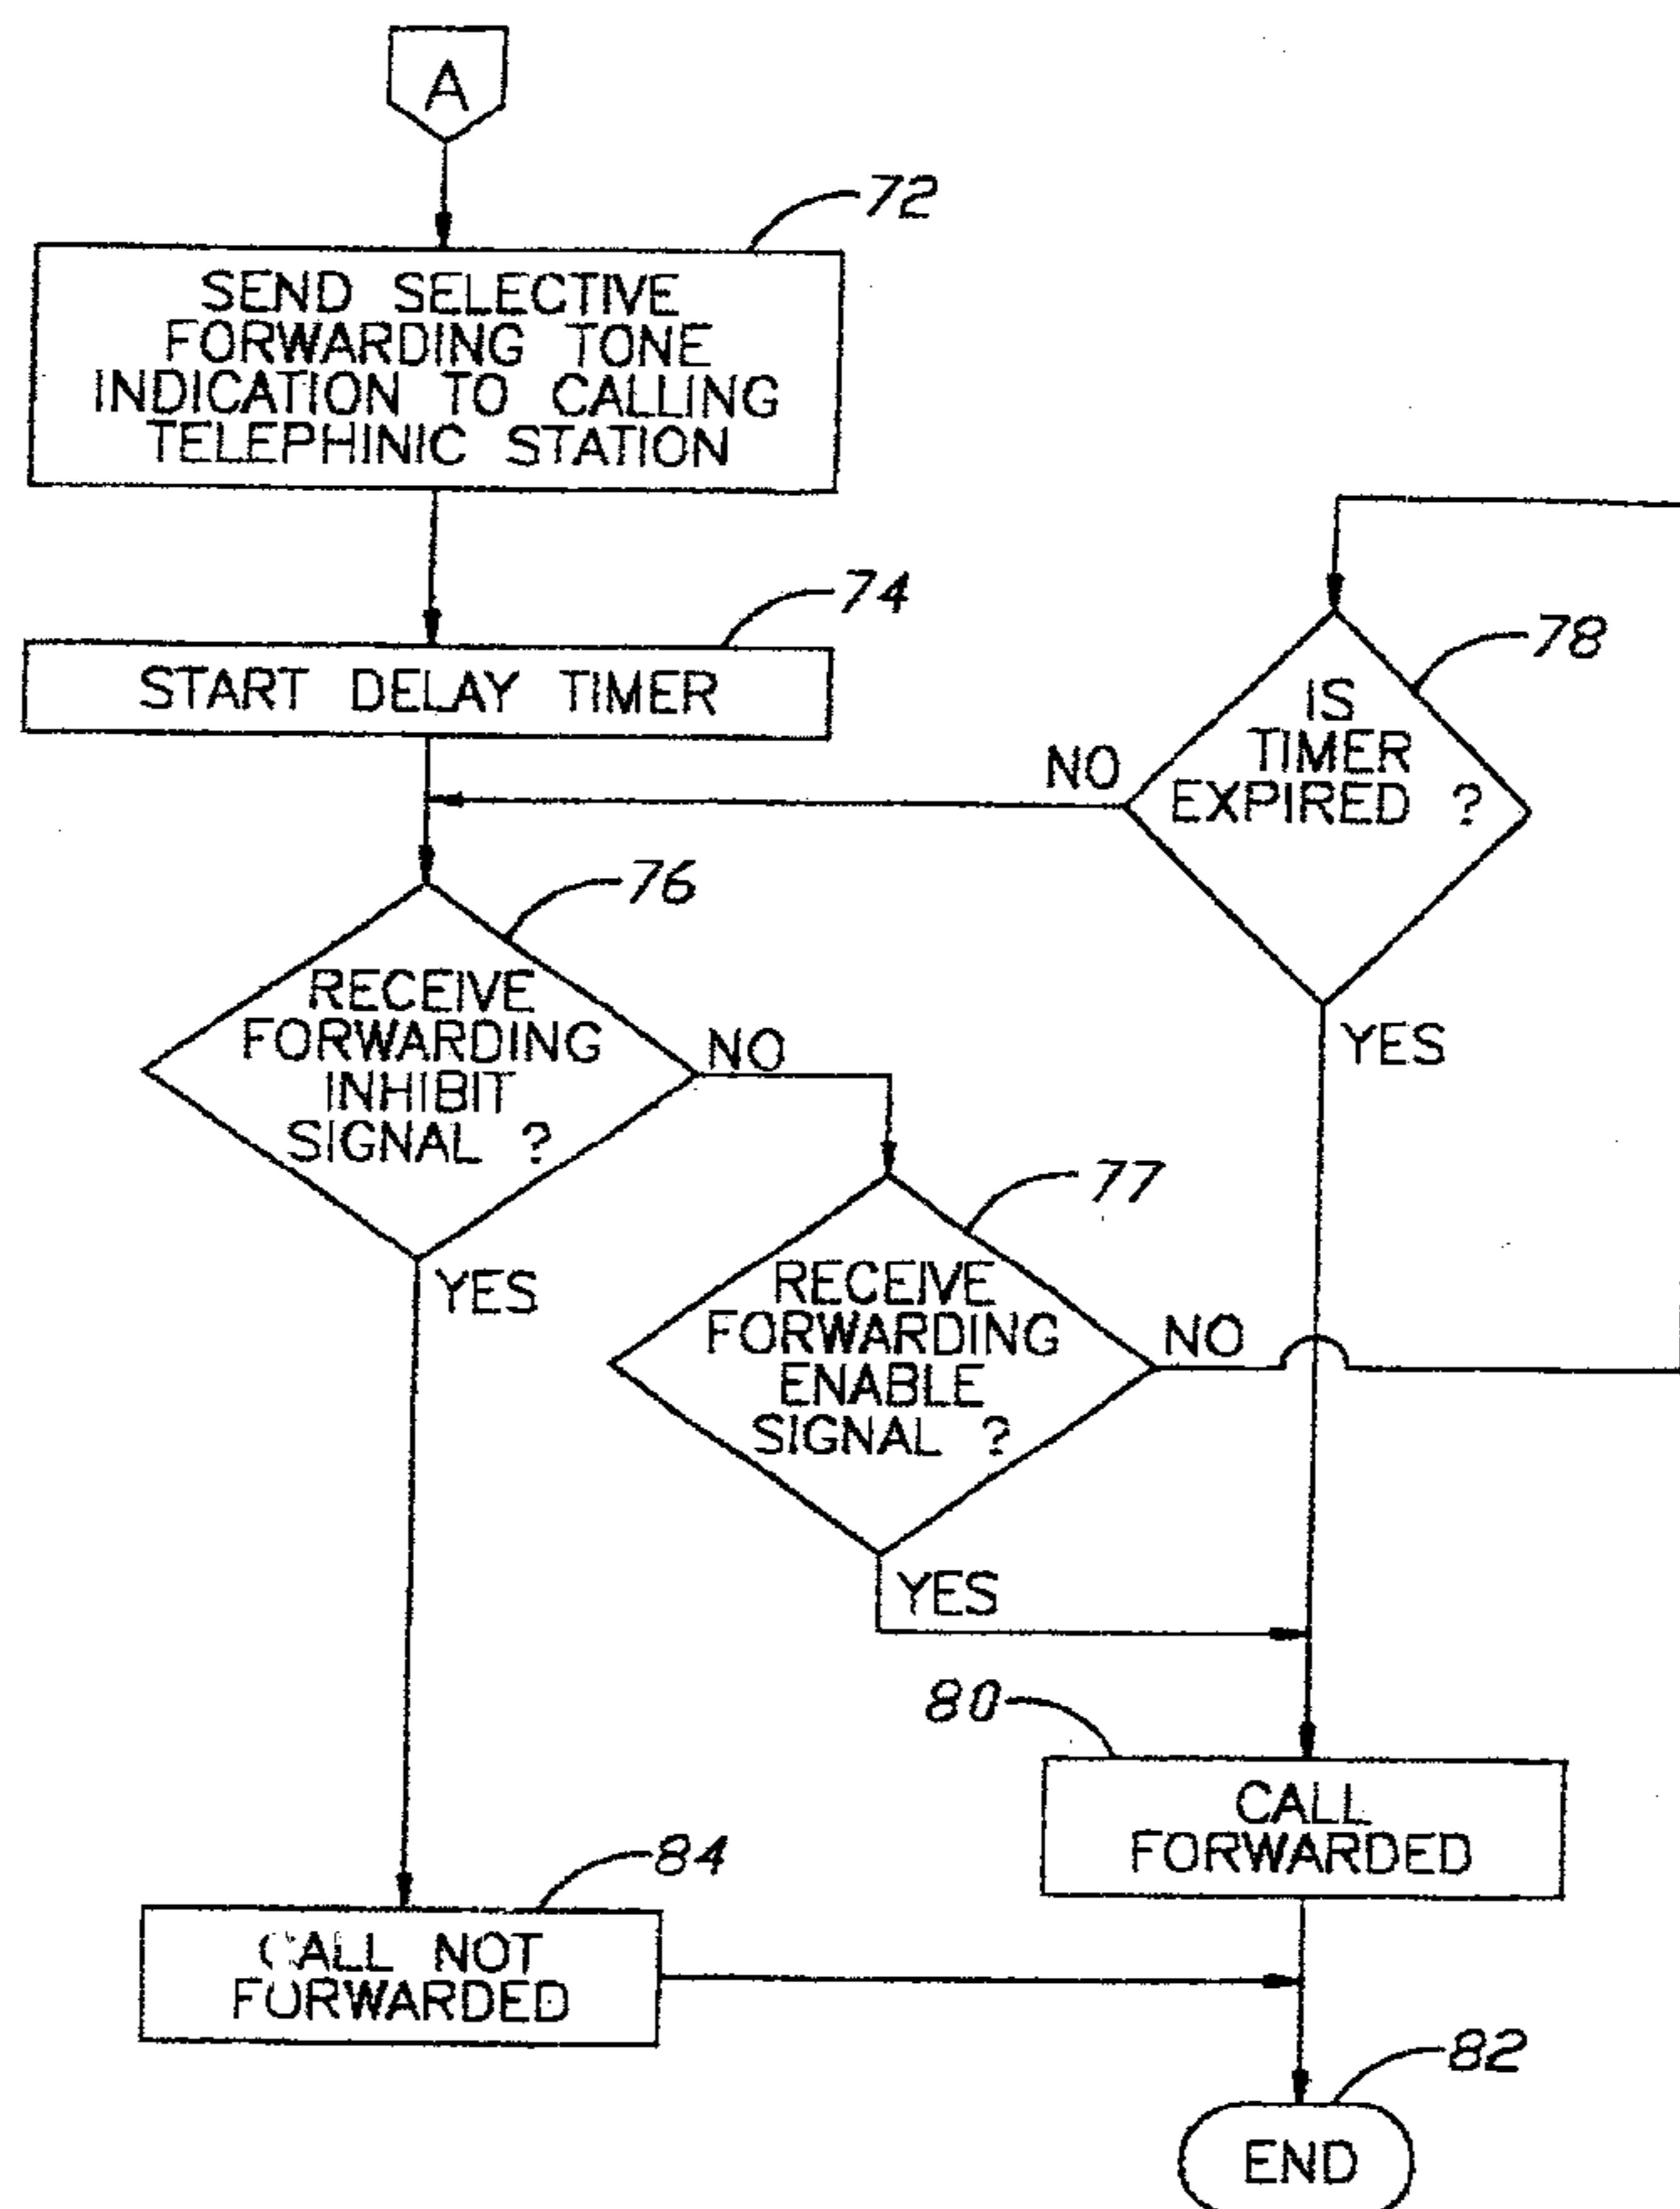 A
72
SEND SELECTIVE
FORWARDING TONE
INDICATION TO CALLING
TELEPHINIC STATION
74
START DELAY TIMER
78
IS
TIMER
EXPIRED ?
NO
YES
76
RECEIVE
FORWARDING
INHIBIT
SIGNAL ?
NO
YES
77
RECEIVE
FORWARDING
ENABLE
SIGNAL ?
NO
YES
80
CALL
FORWARDED
84
CALL NOT
FORWARDED
82
END